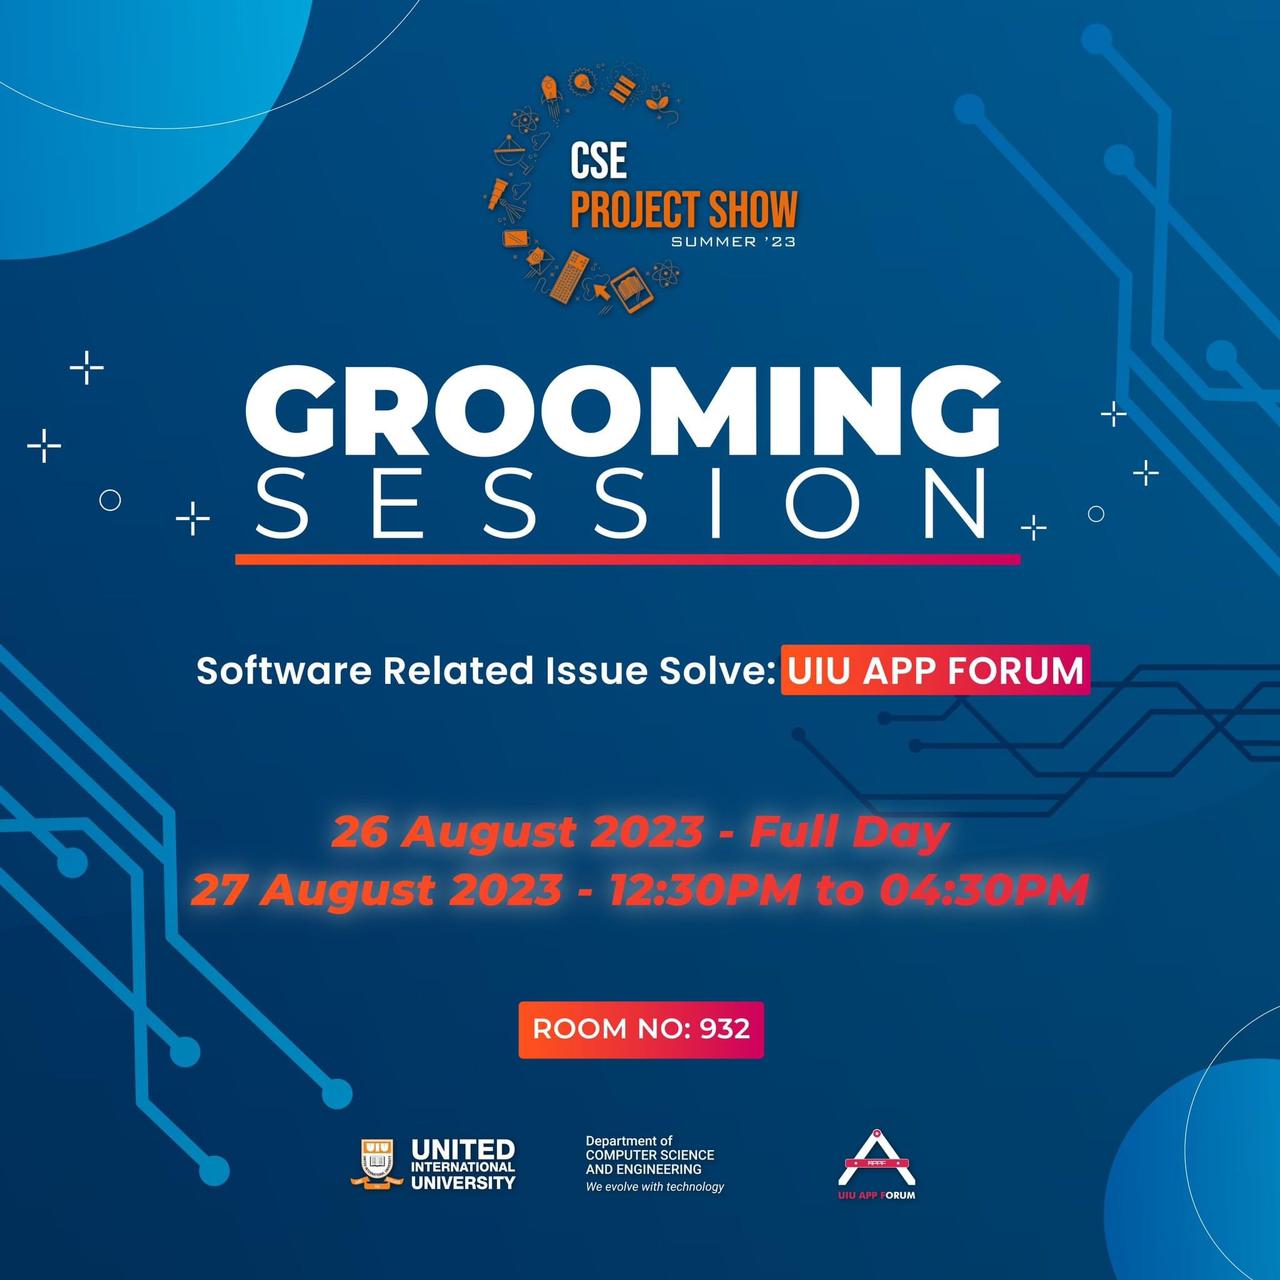 CSE
PROJECT SHOW
SUMMER '23
GROOMING
SESSION
Software Related Issue Solve: UIU APP FORUM
26 August 2023 - Full Day
27 August 2023 - 12:30PM to 04:30PM
ROOM NO: 932
UNITED
INTERNATIONAL
UNIVERSITY
Department of
COMPUTER SCIENCE
AND ENGINEERING
We evolve with technology
UIU APP FORUM